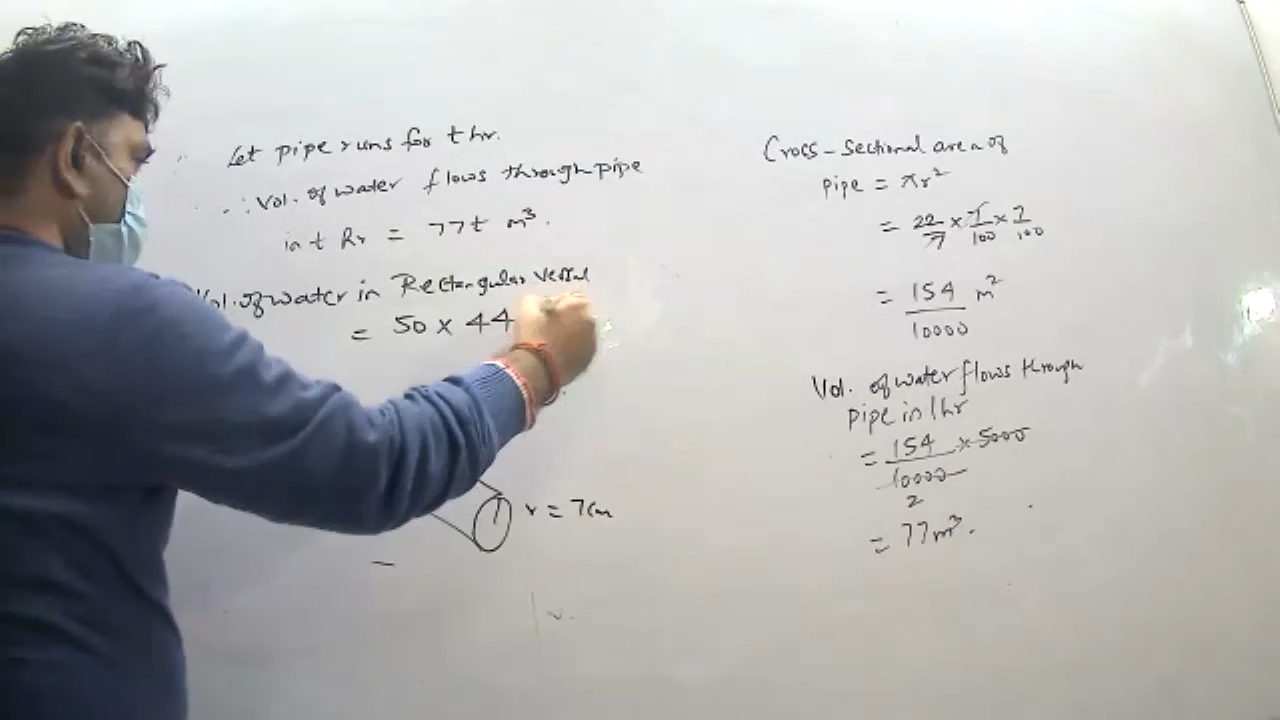 Let pipe runs for t hr.
∴ Vol. of water flows through pipe
in t hr = 77t m³.
Vol. of water in Rectangular vessel
= 50 × 44
r = 7cm
Cross-sectional area of
pipe = πr²
= 22/7 × 7/100 × 7/100
= 154/10000 m²
Vol. of water flows through
pipe in 1hr
= 154/10000 × 5000
2
= 77m³.